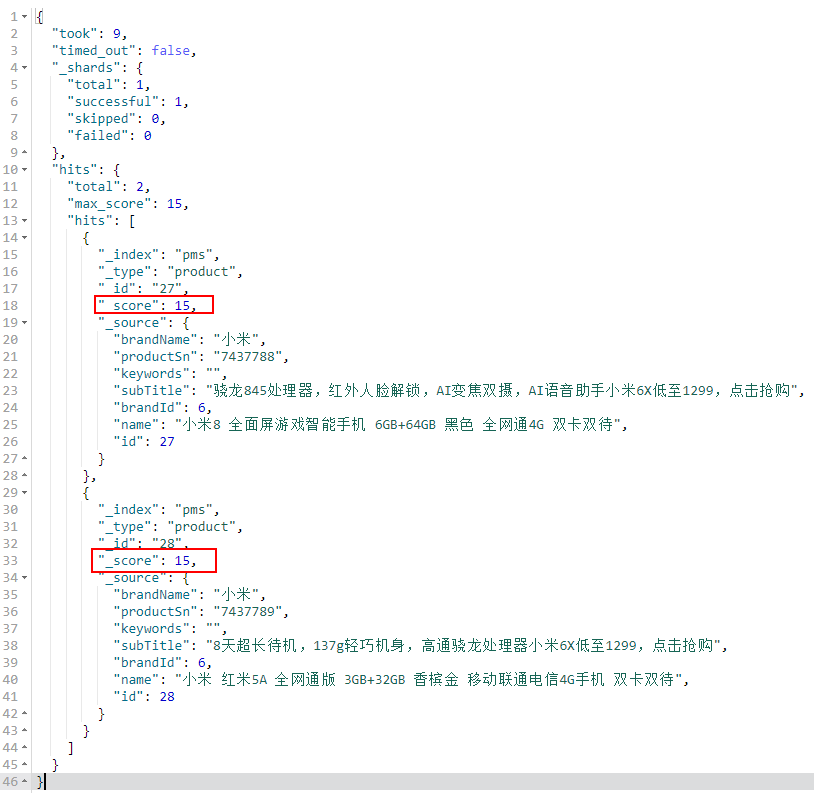 1 {
2 "took": 9,
3 "timed_out": false,
4 "_shards": {
5 "total": 1,
6 "successful": 1,
7 "skipped": 0,
8 "failed": 0
9 },
10 "hits": {
11 "total": 2,
12 "max_score": 15,
13 "hits": [
14 {
15 "_index": "pms",
16 "_type": "product",
17 "_id": "27",
18 "_score": 15,
19 "_source": {
20 "brandName": "小米",
21 "productSn": "7437788",
22 "keywords": "",
23 "subTitle": "骁龙845处理器，红外人脸解锁，AI变焦双摄，AI语音助手小米6X低至1299，点击抢购",
24 "brandId": 6,
25 "name": "小米8 全面屏游戏智能手机 6GB+64GB 黑色 全网通4G 双卡双待",
26 "id": 27
27 }
28 },
29 {
30 "_index": "pms",
31 "_type": "product",
32 "_id": "28",
33 "_score": 15,
34 "_source": {
35 "brandName": "小米",
36 "productSn": "7437789",
37 "keywords": "",
38 "subTitle": "8天超长待机，137g轻巧机身，高通骁龙处理器小米6X低至1299，点击抢购",
39 "brandId": 6,
40 "name": "小米 红米5A 全网通版 3GB+32GB 香槟金 移动联通电信4G手机 双卡双待",
41 "id": 28
42 }
43 }
44 ]
45 }
46 }